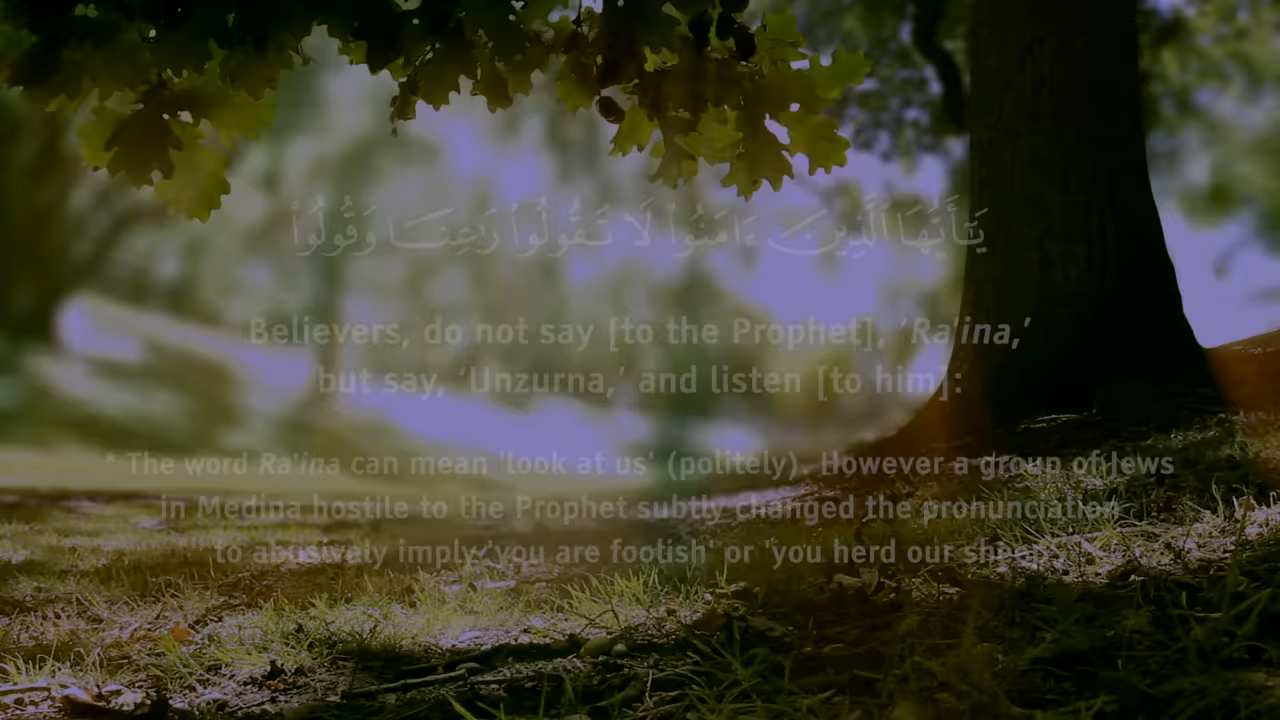 يَـٰٓأَيُّهَا ٱلَّذِينَ ءَامَنُوا۟ لَا تَقُولُوا۟ رَٰعِنَا وَقُولُوا۟
Believers, do not say [to the Prophet], ‘Ra'ina,’
but say, ‘Unzurna,’ and listen [to him]:
* The word Ra'ina can mean 'look at us' (politely). However a group of Jews
in Medina hostile to the Prophet subtly changed the pronunciation
to abusively imply 'you are foolish' or 'you herd our sheep'